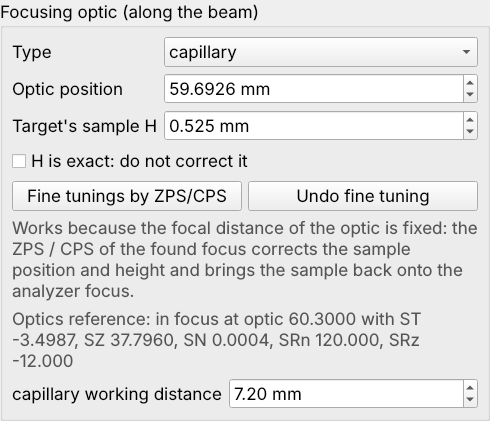 Focusing optic (along the beam)
Type capillary
Optic position 59.6926 mm
Target's sample H 0.525 mm
H is exact: do not correct it
Fine tunings by ZPS/CPS Undo fine tuning
Works because the focal distance of the optic is fixed: the
ZPS / CPS of the found focus corrects the sample
position and height and brings the sample back onto the
analyzer focus.
Optics reference: in focus at optic 60.3000 with ST
-3.4987, SZ 37.7960, SN 0.0004, SRn 120.000, SRz
-12.000
capillary working distance 7.20 mm